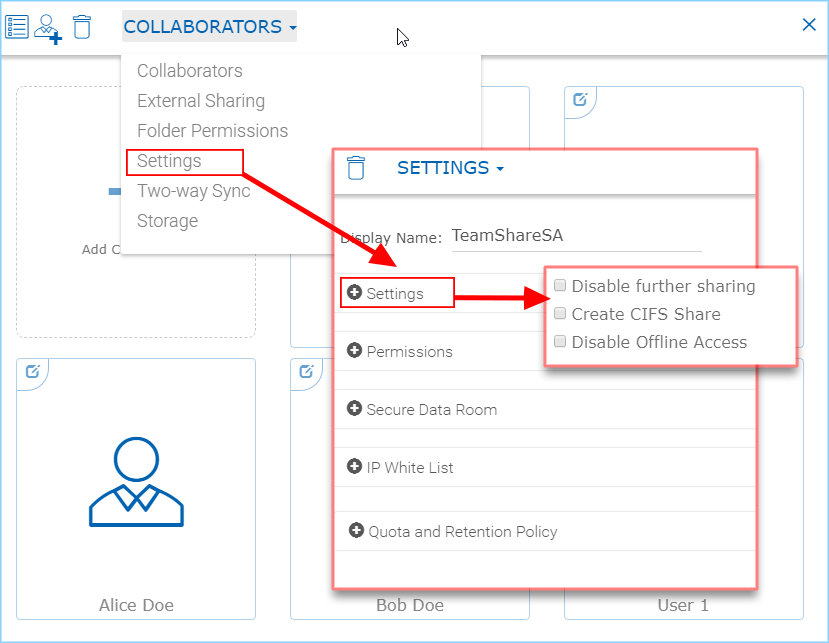 COLLABORATORS
Collaborators
External Sharing
Folder Permissions
Settings
Two-way Sync
Storage
Add C
SETTINGS
Display Name: TeamShareSA
Settings
Disable further sharing
Create CIFS Share
Disable Offline Access
Permissions
Secure Data Room
IP White List
Quota and Retention Policy
Alice Doe
Bob Doe
User 1